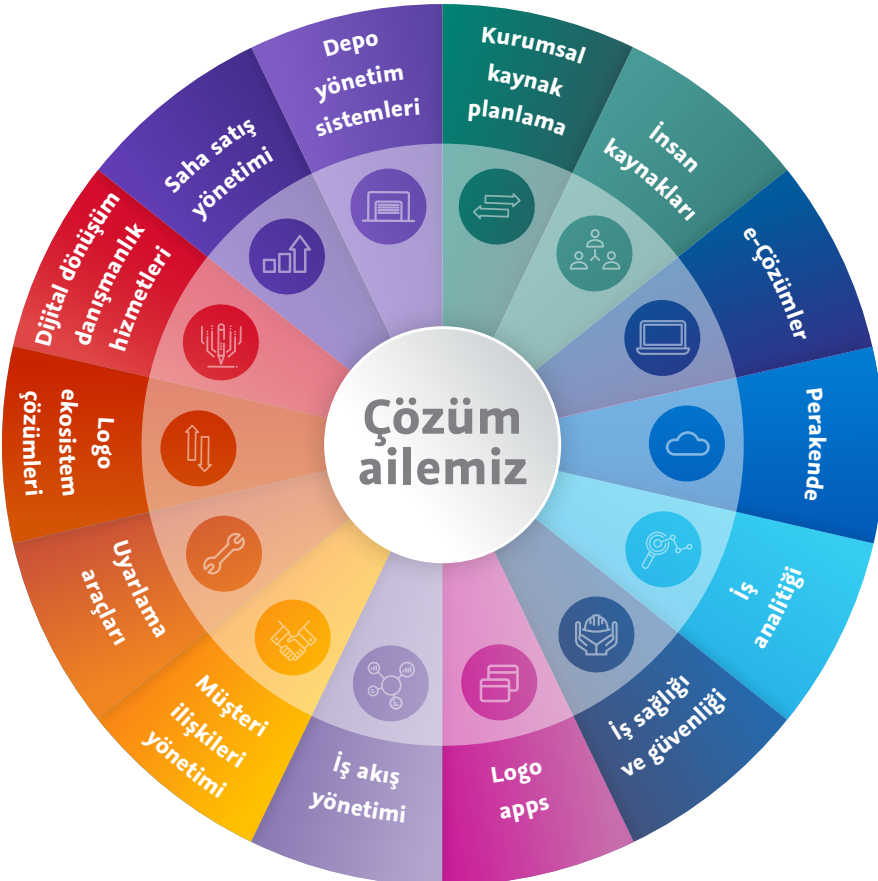 Çözüm
ailemiz
Kurumsal
kaynak
planlama
İnsan
kaynakları
e-Çözümler
Perakende
İş
analitiği
İş sağlığı
ve güvenliği
Logo
apps
İş akış
yönetimi
Müşteri
ilişkileri
yönetimi
Uyarlama
araçları
Logo
ekosistem
çözümleri
Dijital dönüşüm
danışmanlık
hizmetleri
Saha satış
yönetimi
Depo
yönetim
sistemleri